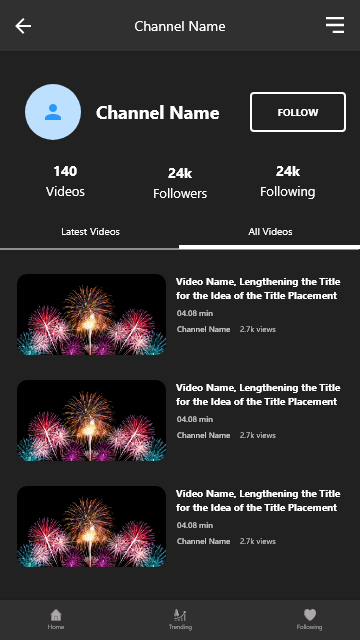 Channel Name
Channel Name
FOLLOW
140
Videos
24k
Followers
24k
Following
Latest Videos
All Videos
Video Name, Lengthening the Title
for the Idea of the Title Placement
04.08 min
Channel Name 2.7k views
Video Name, Lengthening the Title
for the Idea of the Title Placement
04.08 min
Channel Name 2.7k views
Video Name, Lengthening the Title
for the Idea of the Title Placement
04.08 min
Channel Name 2.7k views
Home
Trending
Following